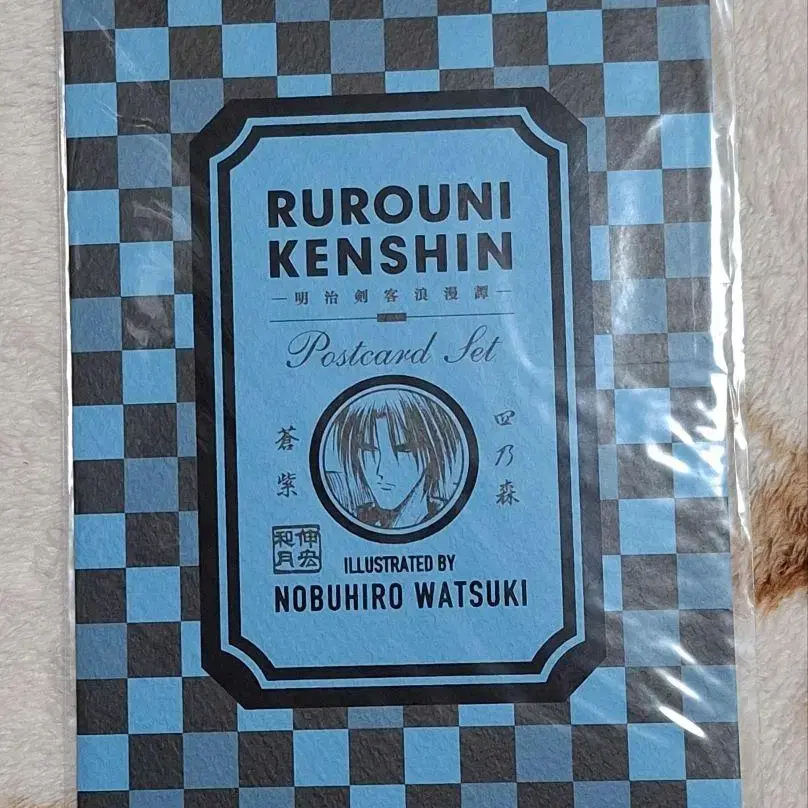 RUROUNI
KENSHIN
—明治剣客浪漫譚—
Postcard Set
四乃森
蒼紫
和月
伸宏
ILLUSTRATED BY
NOBUHIRO WATSUKI